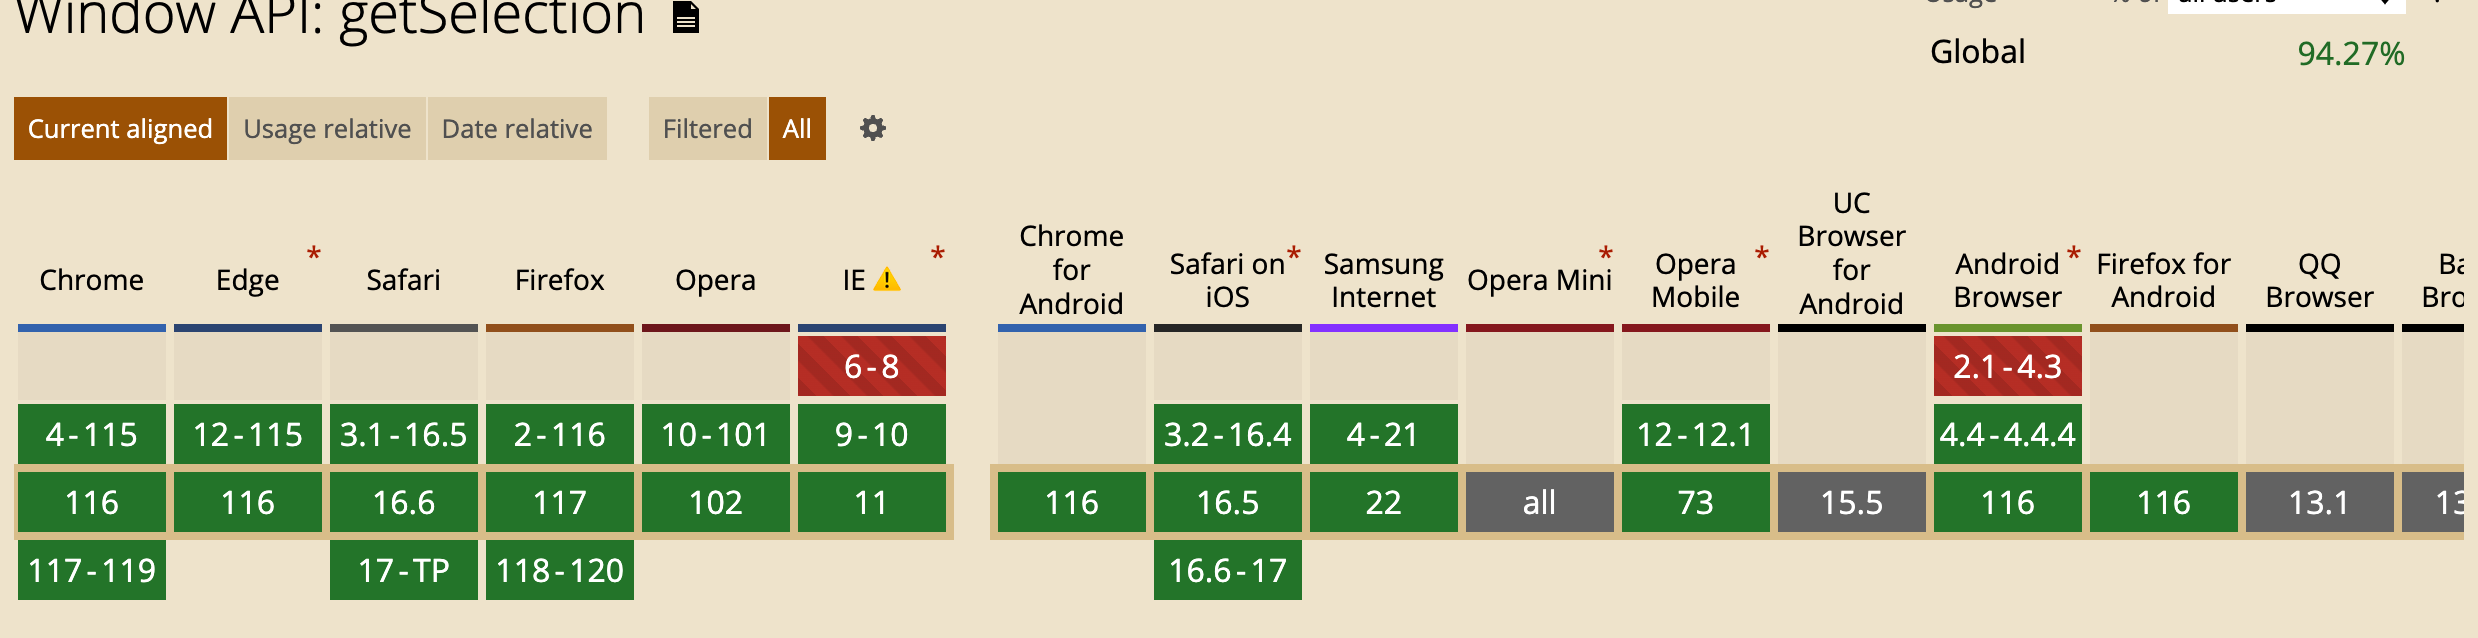 Window API: getSelection
Usage % of all users
Global 94.27%
Current aligned Usage relative Date relative Filtered All
Chrome
Edge *
Safari
Firefox
Opera
IE *
Chrome for Android
Safari on iOS *
Samsung Internet
Opera Mini *
Opera Mobile *
UC Browser for Android
Android Browser *
Firefox for Android
QQ Browser
6-8 2.1-4.3
4-115 12-115 3.1-16.5 2-116 10-101 9-10 3.2-16.4 4-21 12-12.1 4.4-4.4.4
116 116 16.6 117 102 11 116 16.5 22 all 73 15.5 116 116 13.1
117-119 17-TP 118-120 16.6-17